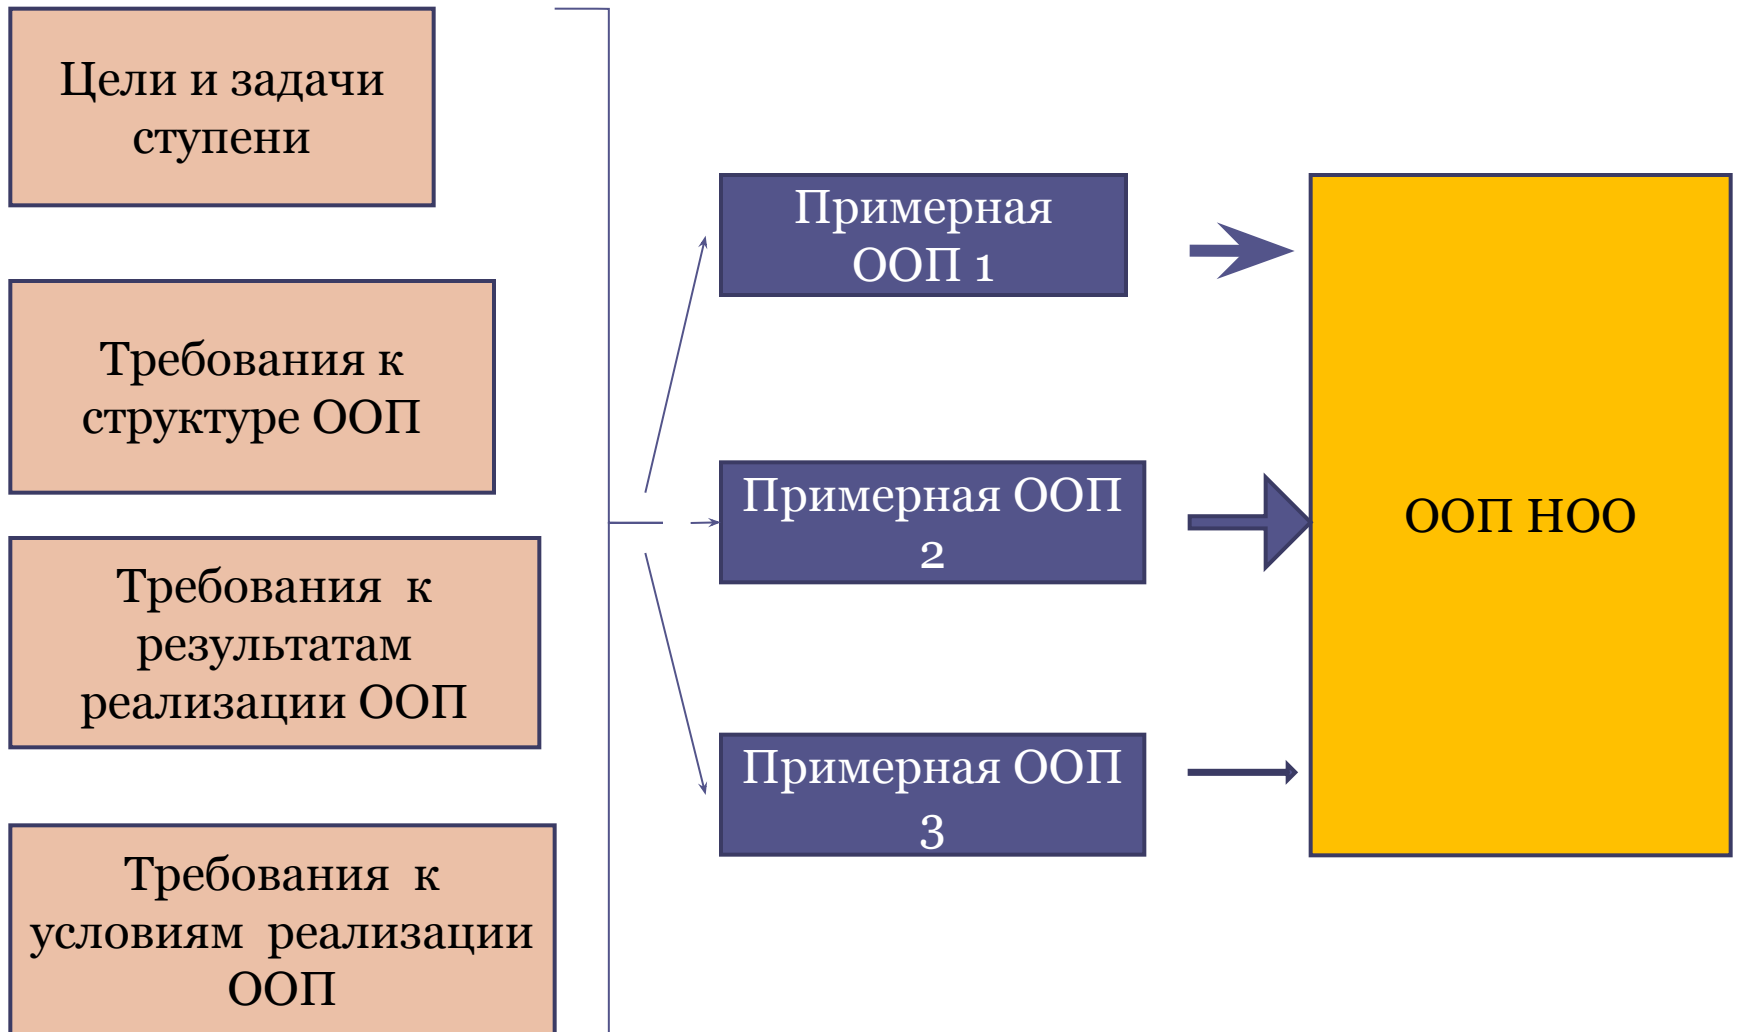 Цели и задачи
ступени
Требования к
структуре ООП
Требования к
результатам
реализации ООП
Требования к
условиям реализации
ООП
Примерная
ООП 1
Примерная ООП
2
Примерная ООП
3
ООП НОО